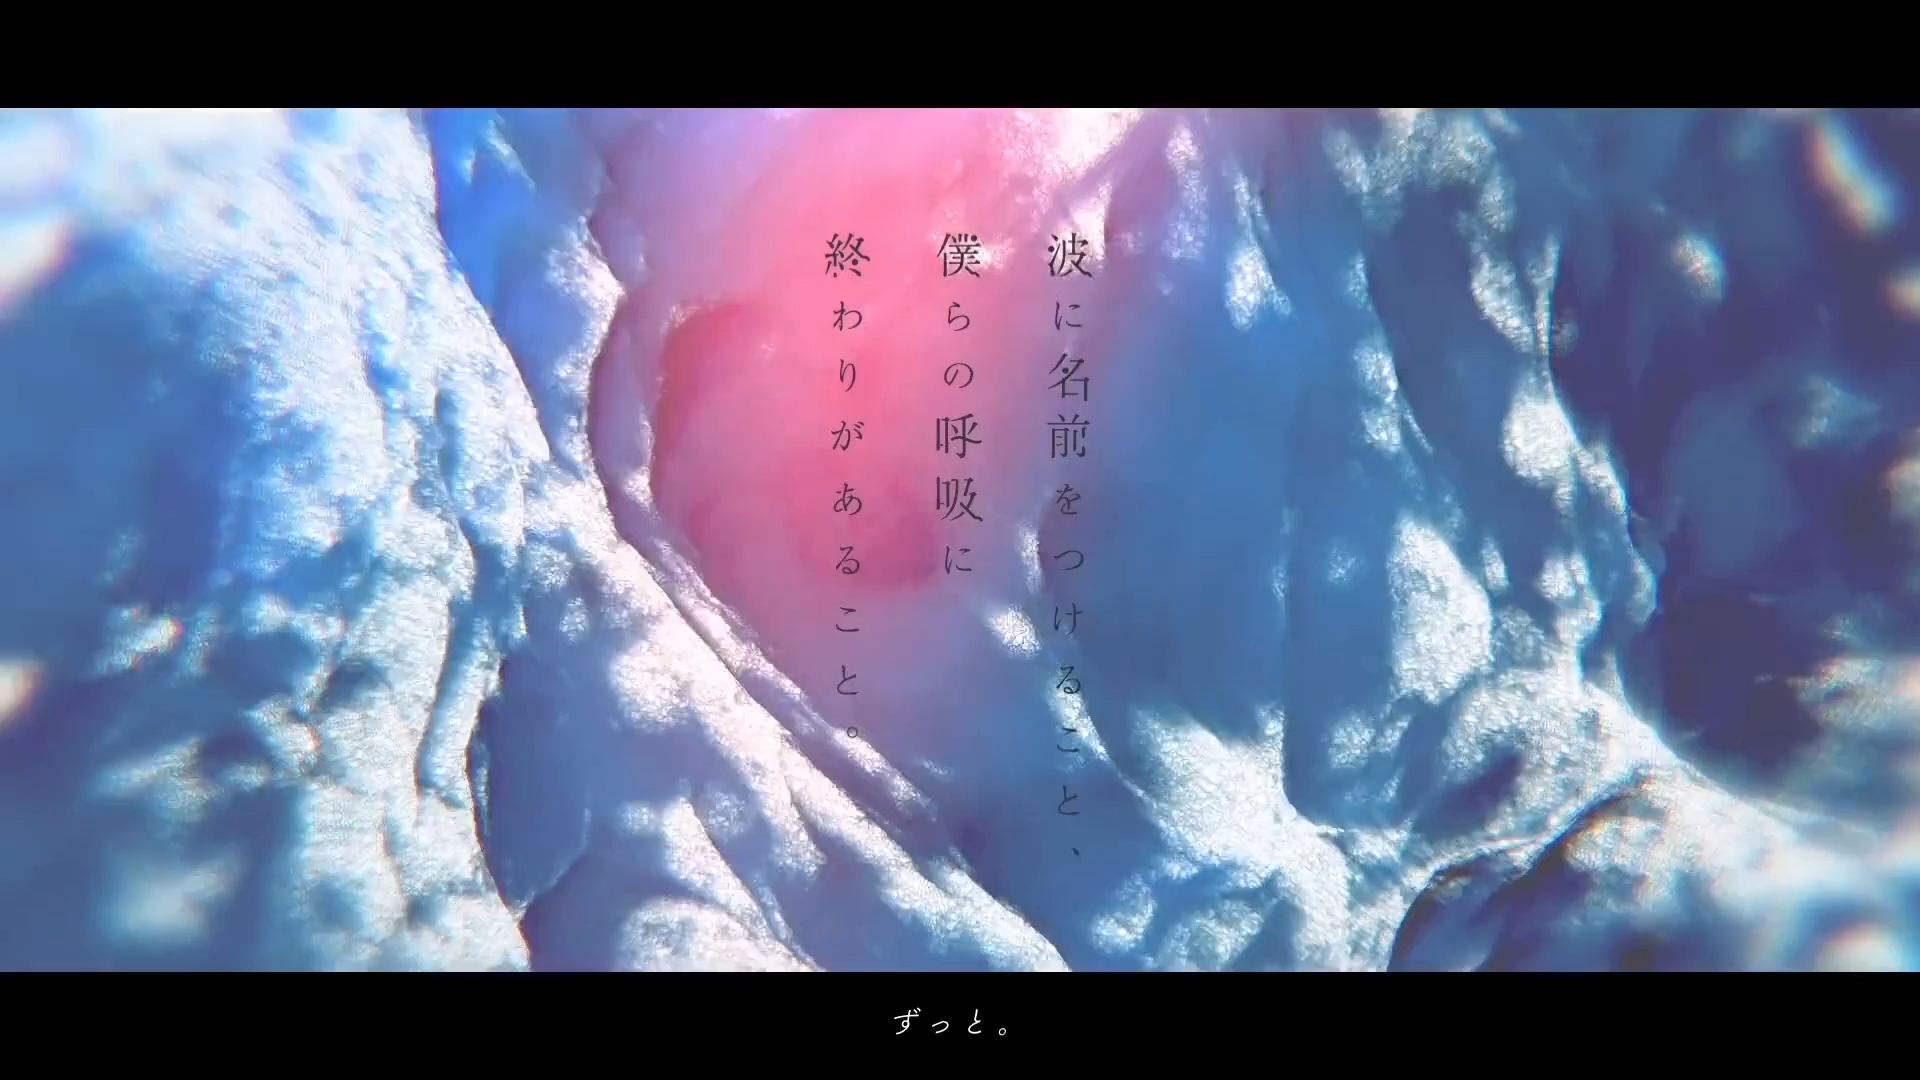 波に名前をつけること、
僕らの呼吸に
終わりがあること。
ずっと。